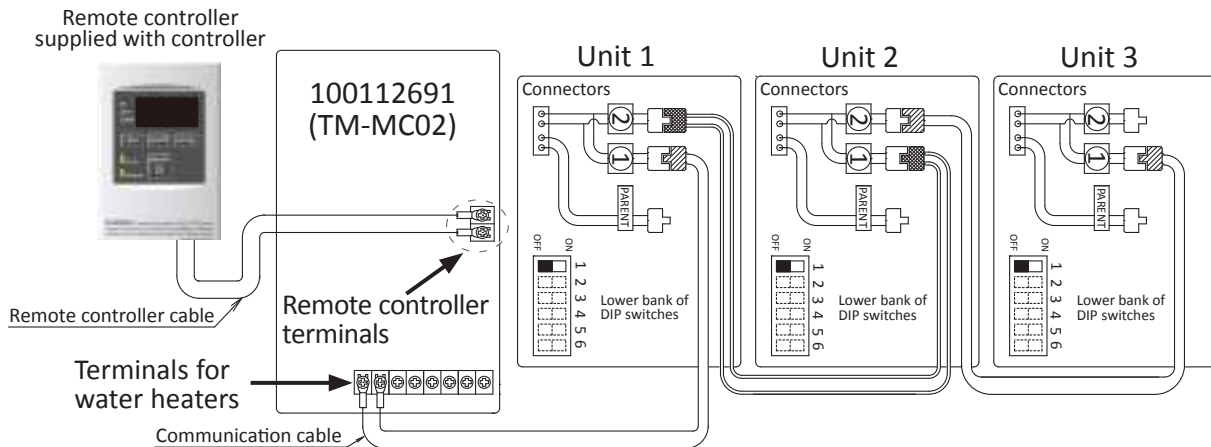 Remote controller
supplied with controller
100112691
(TM-MC02)
Remote controller cable
Remote controller
terminals
Terminals for
water heaters
Communication cable
Unit 1
Connectors
2
1
PARENT
OFF
ON
1
2
3
4
5
6
Lower bank of
DIP switches
Unit 2
Connectors
2
1
PARENT
OFF
ON
1
2
3
4
5
6
Lower bank of
DIP switches
Unit 3
Connectors
2
1
PARENT
OFF
ON
1
2
3
4
5
6
Lower bank of
DIP switches